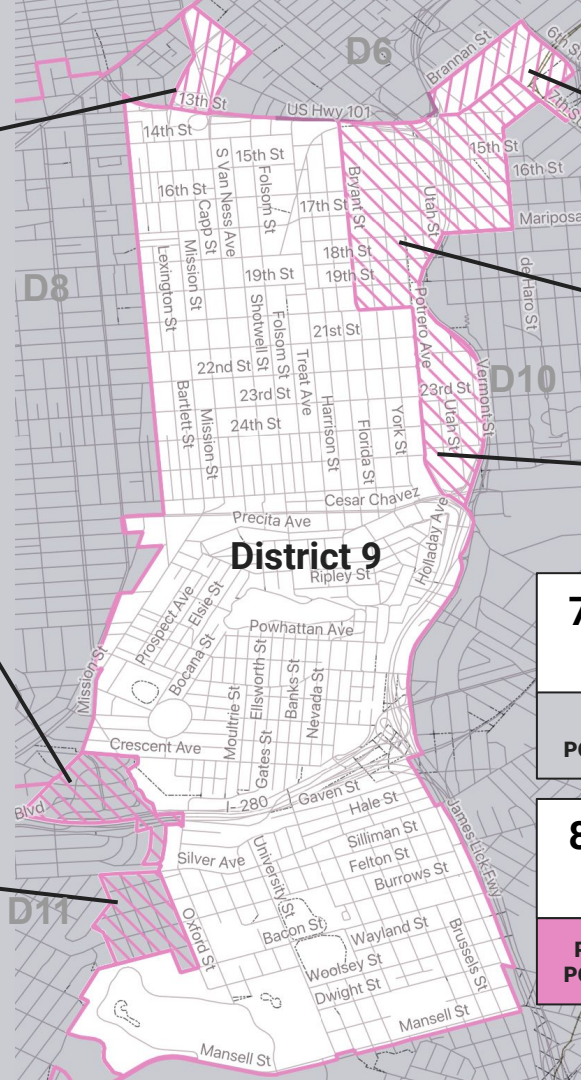 D6
Brannan St
6th St
7th St
13th St
US Hwy 101
14th St
15th St
15th St
16th St
16th St
S Van Ness Ave
Folsom St
Capp St
Bryant St
17th St
Utah St
Mariposa
18th St
19th St
19th St
Mission St
Lexington St
de Haro St
D8
Shotwell St
Folsom St
Potrero Ave
21st St
22nd St
Treat Ave
Vermont St
D10
23rd St
23rd St
Bartlett St
Mission St
24th St
Harrison St
Florida St
York St
Utah St
Cesar Chavez
Precita Ave
Holladay Ave
District 9
Ripley St
Prospect Ave
Elsie St
Powhattan Ave
Bocana St
Mission St
Moultrie St
Ellsworth St
Gates St
Banks St
Nevada St
Crescent Ave
7
Blvd
I-280
Gaven St
Hale St
James Lick Fwy
8
Silliman St
Silver Ave
University St
Felton St
Burrows St
D11
Oxford St
Bacon St
Wayland St
Brussels St
Woolsey St
Dwight St
Mansell St
Mansell St